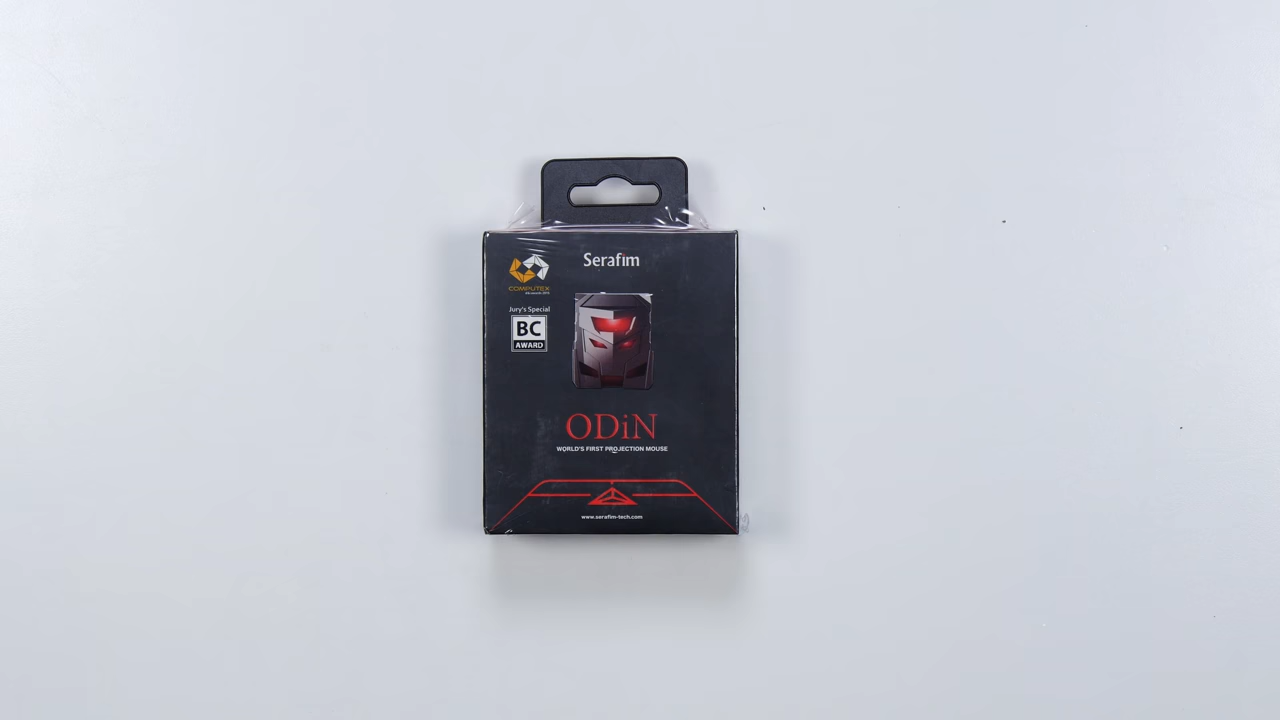 Serafim
COMPUTEX
Jury's Special
BC
AWARD
ODiN
WORLD'S FIRST PROJECTION MOUSE
www.serafim-tech.com